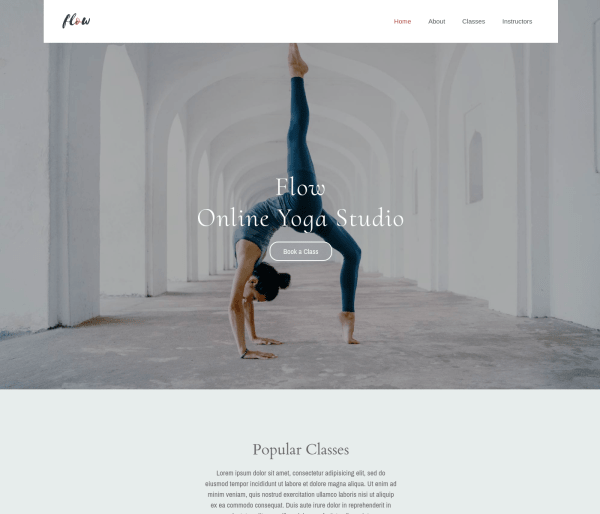 flow
Home About Classes Instructors
Flow
Online Yoga Studio
Book a Class
Popular Classes
Lorem ipsum dolor sit amet, consectetur adipisicing elit, sed do
eiusmod tempor incididunt ut labore et dolore magna aliqua. Ut enim ad
minim veniam, quis nostrud exercitation ullamco laboris nisi ut aliquip
ex ea commodo consequat. Duis aute irure dolor in reprehenderit in